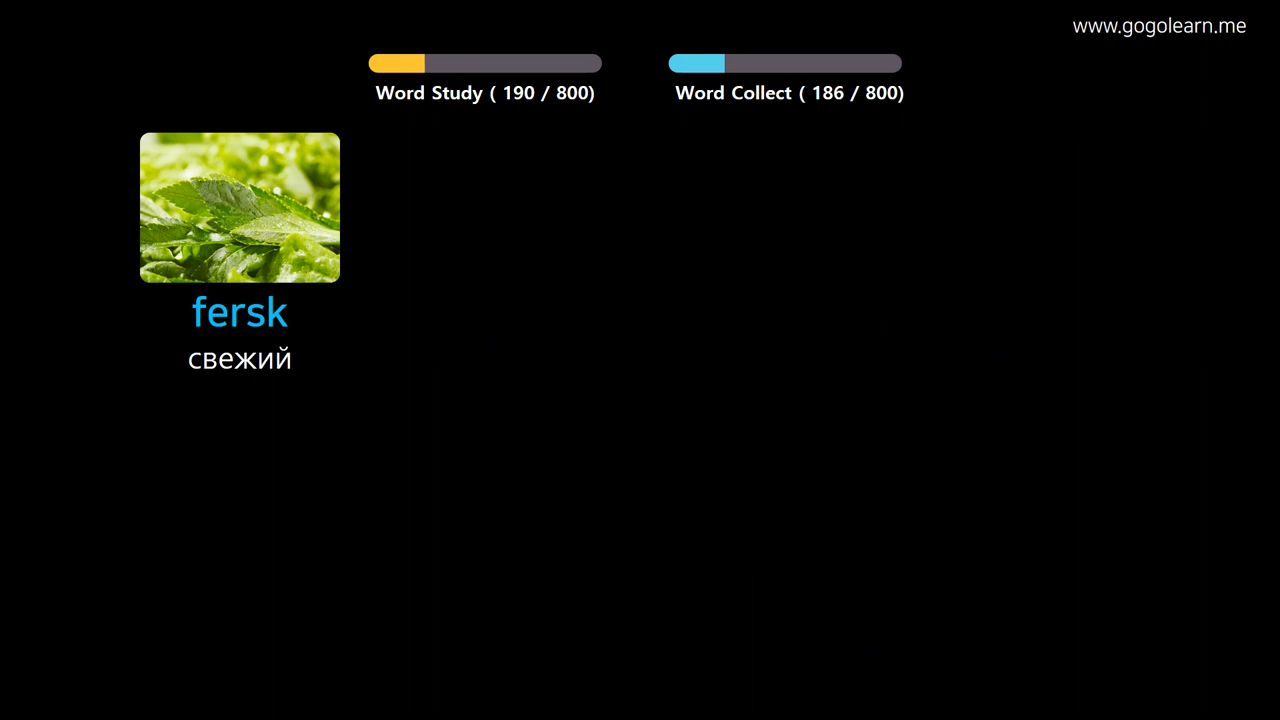 www.gogolearn.me
Word Study ( 190 / 800)
Word Collect ( 186 / 800)
fersk
свежий